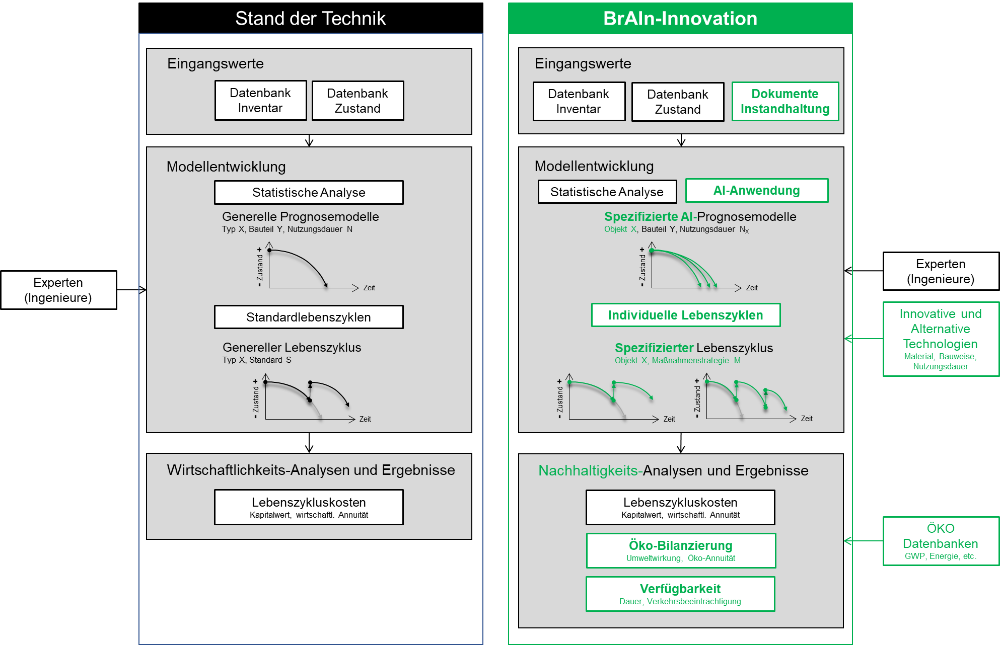 Stand der Technik
Eingangswerte
Datenbank
Inventar
Datenbank
Zustand
Modellentwicklung
Statistische Analyse
Generelle Prognosemodelle
Typ X, Bauteil Y, Nutzungsdauer N
- Zustand +
Zeit
Experten
(Ingenieure)
Standardlebenszyklen
Genereller Lebenszyklus
Typ X, Standard S
- Zustand +
Zeit
Wirtschaftlichkeits-Analysen und Ergebnisse
Lebenszykluskosten
Kapitalwert, wirtschaftl. Annuität
BrAIn-Innovation
Eingangswerte
Datenbank
Inventar
Datenbank
Zustand
Dokumente
Instandhaltung
Modellentwicklung
Statistische Analyse
AI-Anwendung
Spezifizierte AI-Prognosemodelle
Objekt X, Bauteil Y, Nutzungsdauer Nx
- Zustand +
Zeit
Individuelle Lebenszyklen
Spezifizierter Lebenszyklus
Objekt X, Maßnahmenstrategie M
- Zustand +
Zeit
- Zustand +
Zeit
Experten
(Ingenieure)
Innovative und
Alternative
Technologien
Material, Bauweise,
Nutzungsdauer
Nachhaltigkeits-Analysen und Ergebnisse
Lebenszykluskosten
Kapitalwert, wirtschaftl. Annuität
Öko-Bilanzierung
Umweltwirkung, Öko-Annuität
Verfügbarkeit
Dauer, Verkehrsbeeinträchtigung
ÖKO
Datenbanken
GWP, Energie, etc.